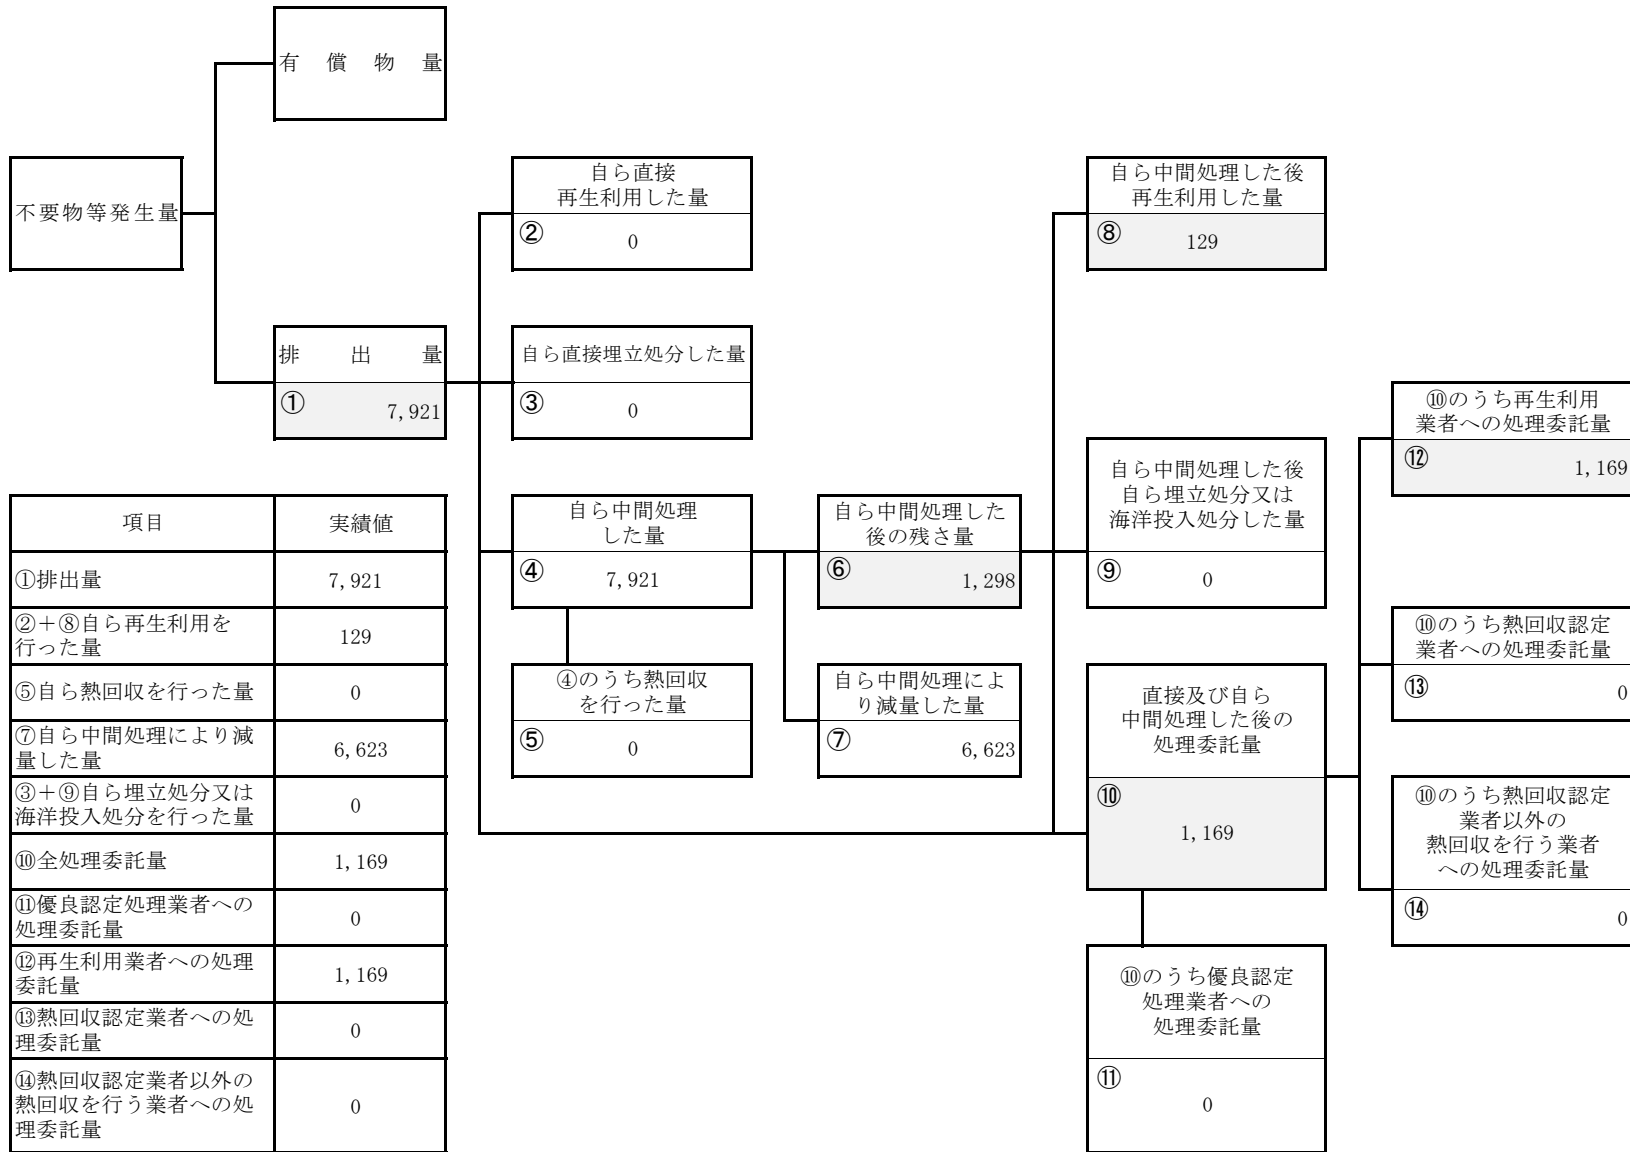 有償物量
不要物等発生量
排出量
①
7,921
自ら直接
再生利用した量
②
0
自ら直接埋立処分した量
③
0
自ら中間処理
した量
④
7,921
④のうち熱回収
を行った量
⑤
0
自ら中間処理した
後の残さ量
⑥
1,298
自ら中間処理によ
り減量した量
⑦
6,623
自ら中間処理した後
再生利用した量
⑧
129
自ら中間処理した後
自ら埋立処分又は
海洋投入処分した量
⑨
0
直接及び自ら
中間処理した後の
処理委託量
⑩
1,169
⑩のうち優良認定
処理業者への
処理委託量
⑪
0
⑩のうち再生利用
業者への処理委託量
⑫
1,169
⑩のうち熱回収認定
業者への処理委託量
⑬
0
⑩のうち熱回収認定
業者以外の
熱回収を行う業者
への処理委託量
⑭
0
項目 実績値
①排出量 7,921
②+⑧自ら再生利用を
行った量 129
⑤自ら熱回収を行った量 0
⑦自ら中間処理により減
量した量 6,623
③+⑨自ら埋立処分又は
海洋投入処分を行った量 0
⑩全処理委託量 1,169
⑪優良認定処理業者への
処理委託量 0
⑫再生利用業者への処理
委託量 1,169
⑬熱回収認定業者への処
理委託量 0
⑭熱回収認定業者以外の
熱回収を行う業者への処
理委託量 0